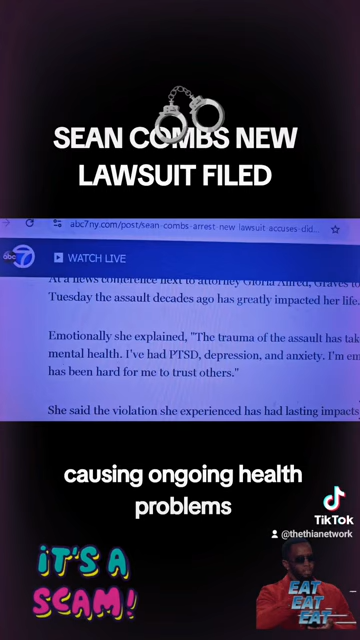 SEAN COMBS NEW
LAWSUIT FILED
abc7ny.com/post/sean-combs-arrest-new-lawsuit-accuses-did...
abc 7
WATCH LIVE
At a news conference next to attorney Gloria Allred, Graves to
Tuesday the assault decades ago has greatly impacted her life.
Emotionally she explained, "The trauma of the assault has tak
mental health. I've had PTSD, depression, and anxiety. I'm em
has been hard for me to trust others."
She said the violation she experienced has had lasting impacts
causing ongoing health
problems
TikTok
@thethianetwork
IT'S A
SCAM!
EAT
EAT
EAT